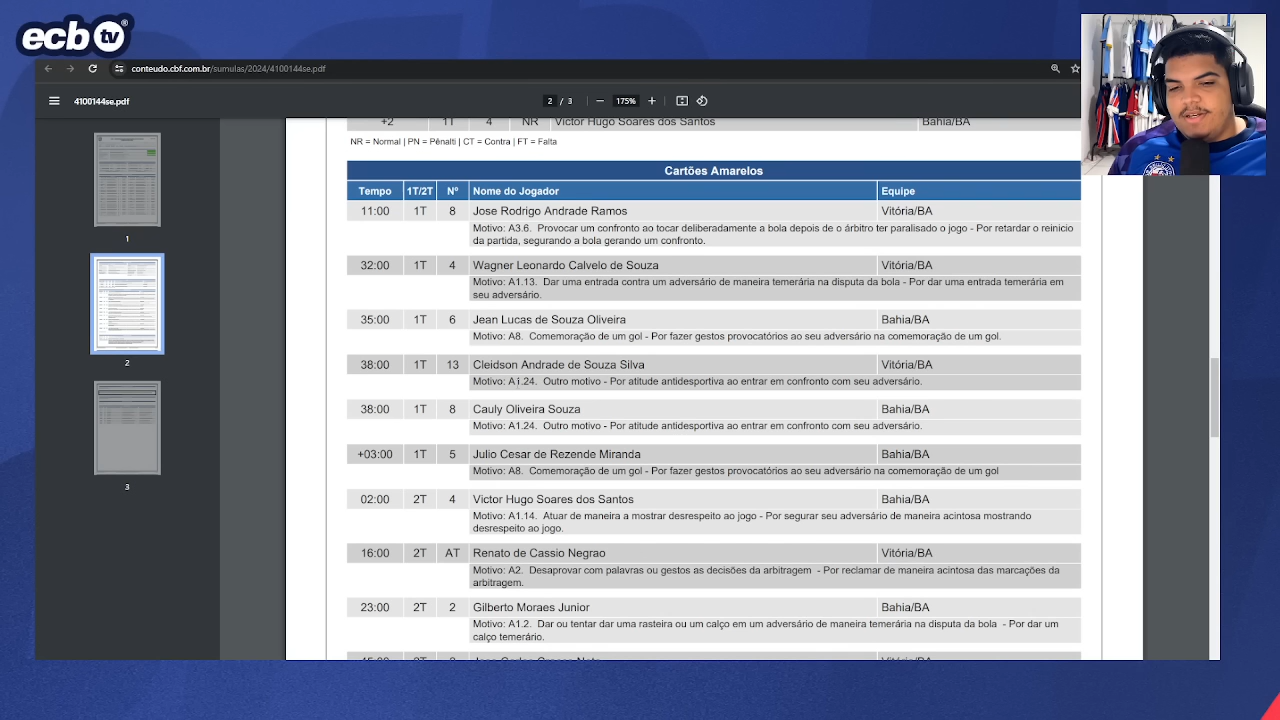 ecb tv
conteudo.cbf.com.br/sumulas/2024/4100144se.pdf
4100144se.pdf
2 / 3
175%
1
2
3
+2 1T 4 NR Victor Hugo Soares dos Santos Bahia/BA
NR = Normal | PN = Pênalti | CT = Contra | FT = Falta
Cartões Amarelos
Tempo 1T/2T Nº Nome do Jogador Equipe
11:00 1T 8 Jose Rodrigo Andrade Ramos Vitória/BA
Motivo: A3.6. Provocar um confronto ao tocar deliberadamente a bola depois de o árbitro ter paralisado o jogo - Por retardar o reinicio
da partida, segurando a bola gerando um confronto.
32:00 1T 4 Wagner Leonardo Calvelo de Souza Vitória/BA
Motivo: A1.13. Dar uma entrada contra um adversário de maneira temeraria na disputa da bola - Por dar uma entrada temerária em
seu adversário.
35:00 1T 6 Jean Lucas de Souza Oliveira Bahia/BA
Motivo: A8. Comemoração de um gol - Por fazer gestos provocatórios ao seu adversário na comemoração de um gol.
38:00 1T 13 Cleidson Andrade de Souza Silva Vitória/BA
Motivo: A1.24. Outro motivo - Por atitude antidesportiva ao entrar em confronto com seu adversário.
38:00 1T 8 Cauly Oliveira Souza Bahia/BA
Motivo: A1.24. Outro motivo - Por atitude antidesportiva ao entrar em confronto com seu adversário.
+03:00 1T 5 Julio Cesar de Rezende Miranda Bahia/BA
Motivo: A8. Comemoração de um gol - Por fazer gestos provocatórios ao seu adversário na comemoração de um gol
02:00 2T 4 Victor Hugo Soares dos Santos Bahia/BA
Motivo: A1.14. Atuar de maneira a mostrar desrespeito ao jogo - Por segurar seu adversário de maneira acintosa mostrando
desrespeito ao jogo.
16:00 2T AT Renato de Cassio Negrao Vitória/BA
Motivo: A2. Desaprovar com palavras ou gestos as decisões da arbitragem - Por reclamar de maneira acintosa das marcações da
arbitragem.
23:00 2T 2 Gilberto Moraes Junior Bahia/BA
Motivo: A1.2. Dar ou tentar dar uma rasteira ou um calço em um adversário de maneira temerária na disputa da bola - Por dar um
calço temerário.